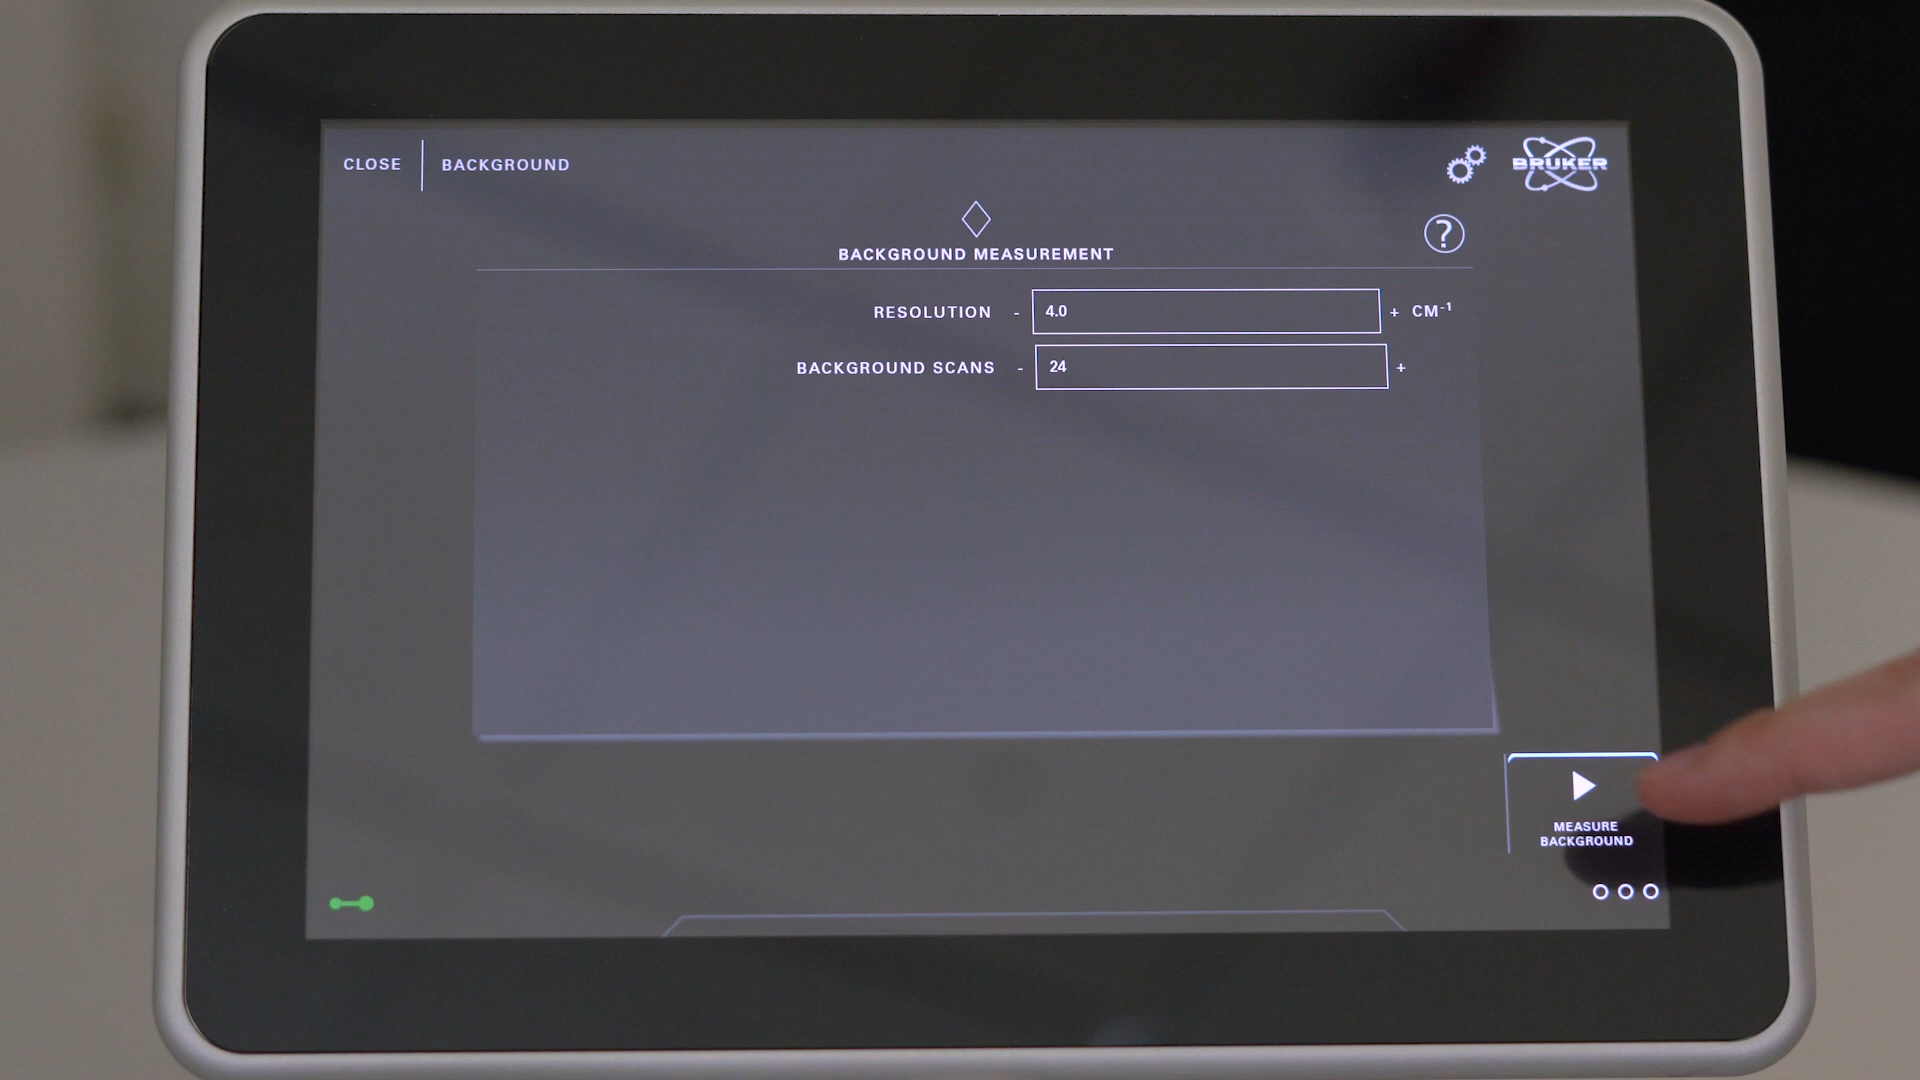 CLOSE
BACKGROUND
BRUKER
?
BACKGROUND MEASUREMENT
RESOLUTION - 4.0 + CM⁻¹
BACKGROUND SCANS - 24 +
MEASURE
BACKGROUND